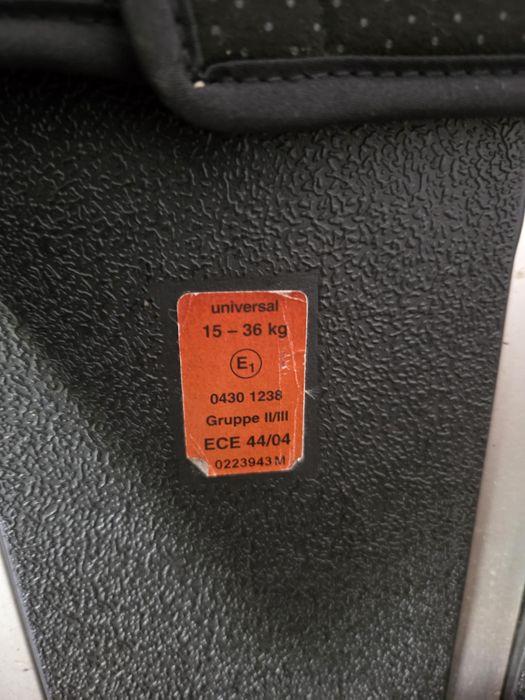 universal
15 – 36 kg
E1
0430 1238
Gruppe II/III
ECE 44/04
0223943 M